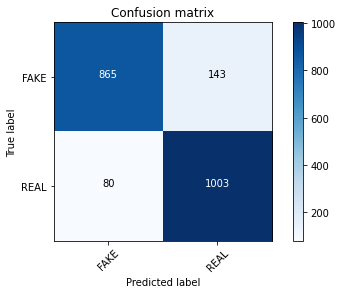 Confusion matrix
1000
FAKE
865
143
800
True label
600
REAL
80
1003
400
200
FAKE
REAL
Predicted label